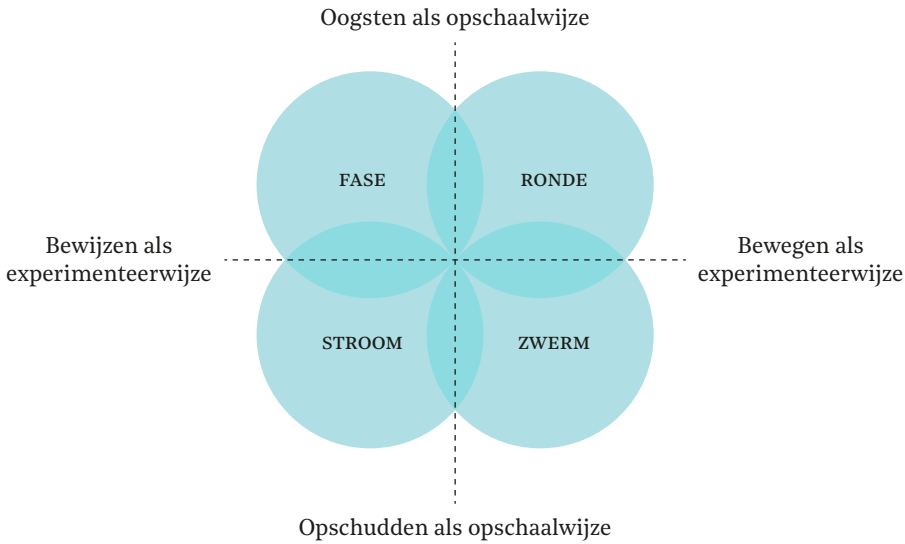 Oogsten als opschaalwijze
FASE
RONDE
Bewijzen als
experimenteerwijze
Bewegen als
experimenteerwijze
STROOM
ZWERM
Opschudden als opschaalwijze